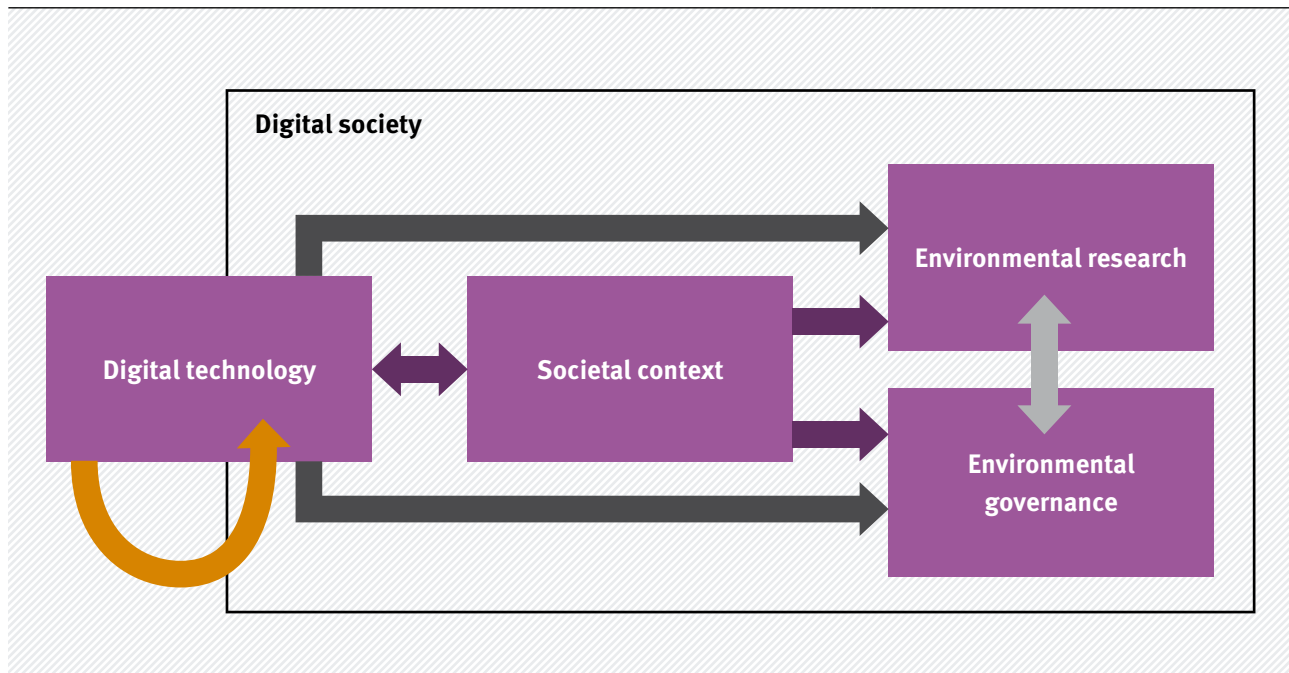 Digital society
Environmental research
Digital technology
Societal context
Environmental
governance